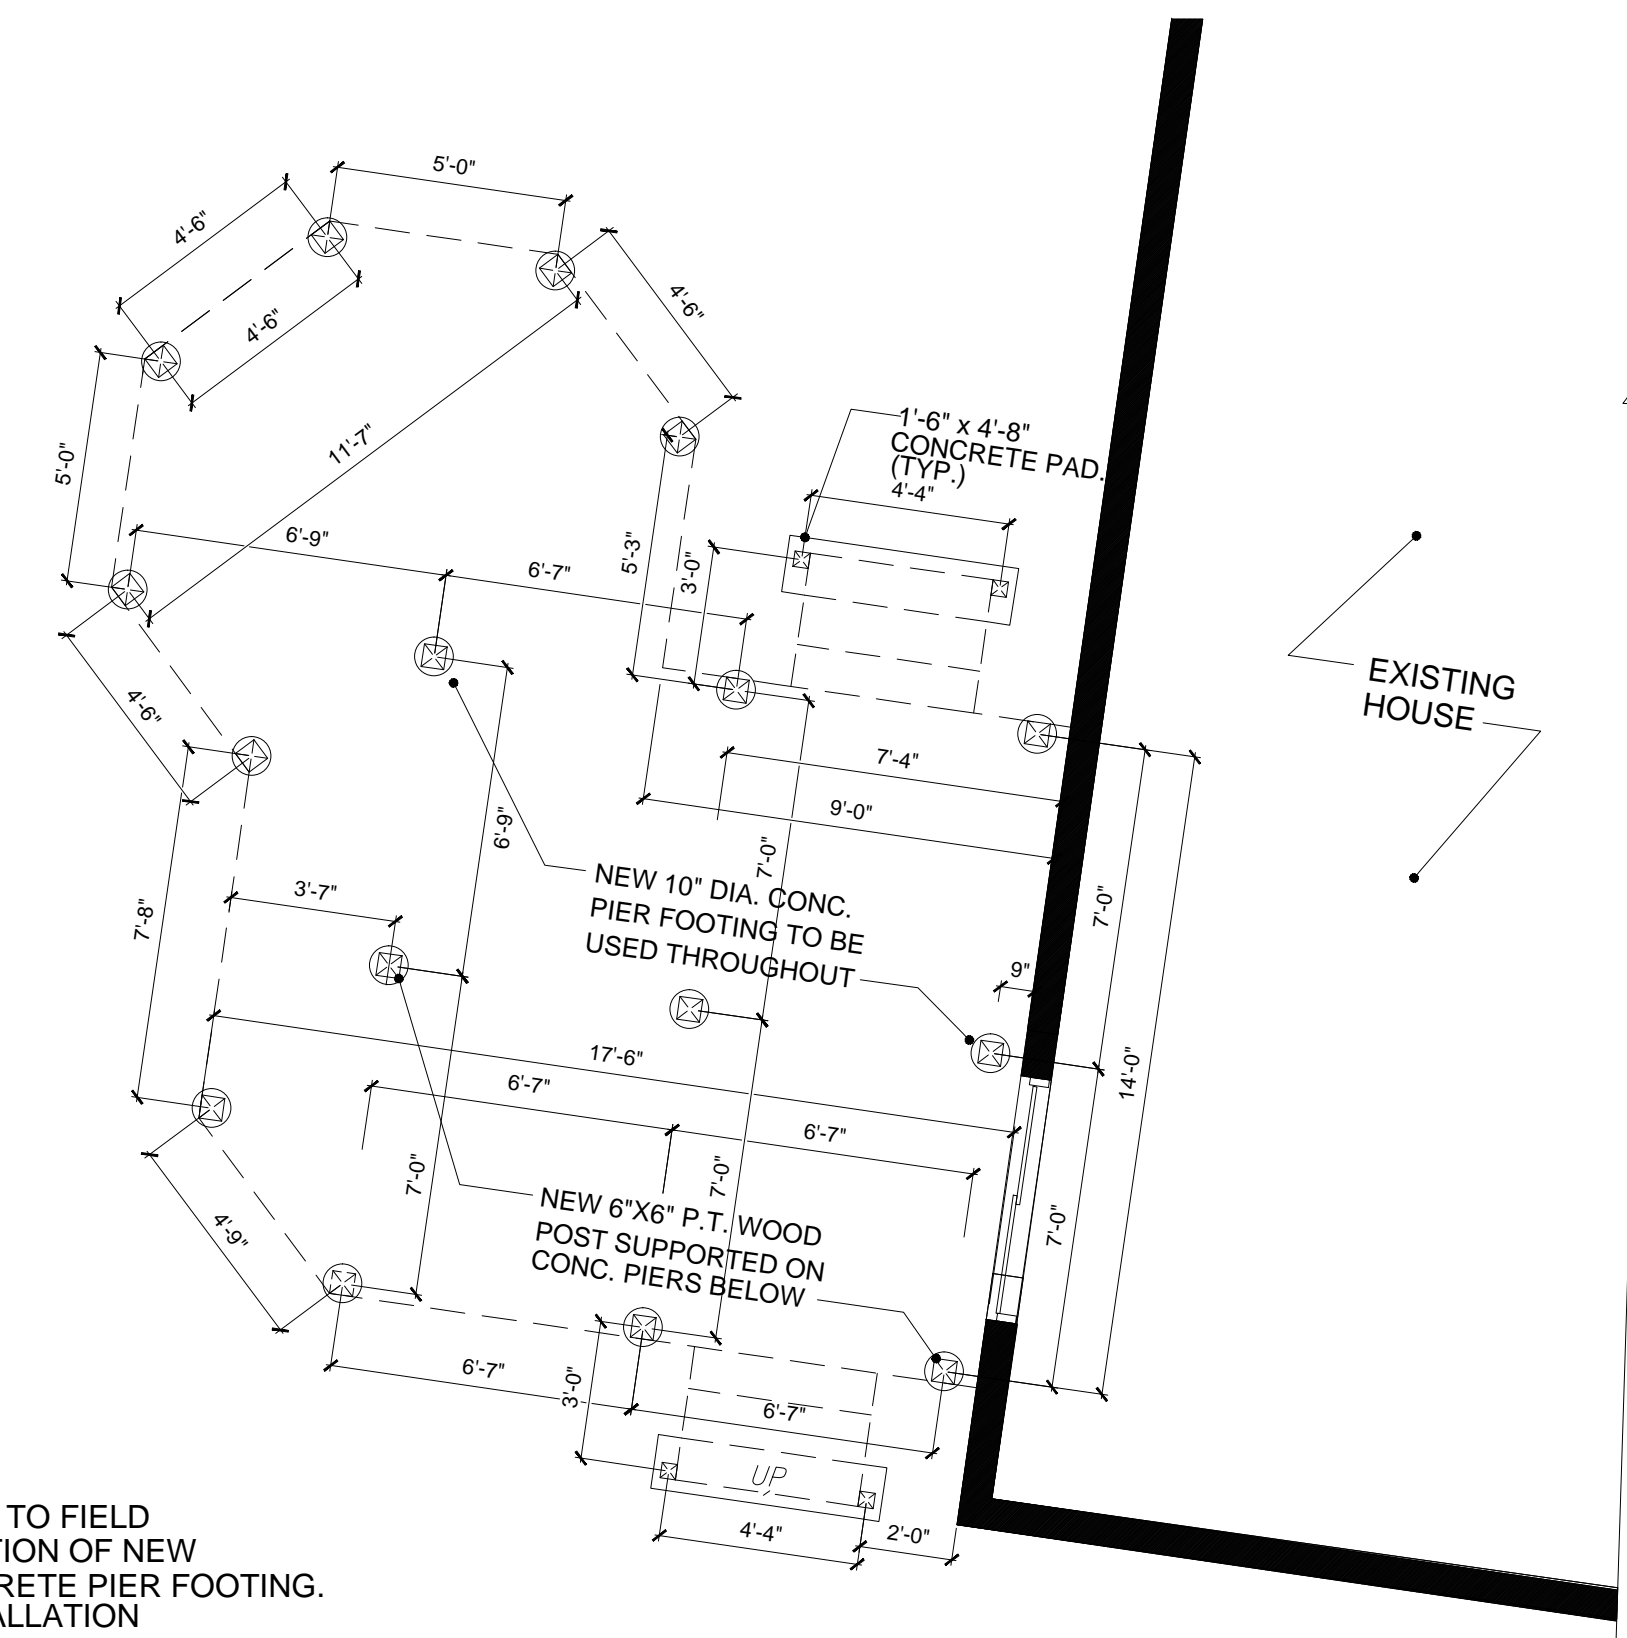 5'-0"
4'-6"
4'-6"
4'-6"
5'-0"
11'-7"
1'-6" x 4'-8"
CONCRETE PAD.
(TYP.)
4'-4"
6'-9"
6'-7"
5'-3"
3'-0"
EXISTING
HOUSE
4'-6"
7'-4"
9'-0"
6'-9"
7'-0"
NEW 10" DIA. CONC.
PIER FOOTING TO BE
USED THROUGHOUT
3'-7"
7'-8"
7'-0"
9"
17'-6"
14'-0"
6'-7"
6'-7"
7'-0"
7'-0"
7'-0"
NEW 6"X6" P.T. WOOD
POST SUPPORTED ON
CONC. PIERS BELOW
4'-9"
6'-7"
3'-0"
6'-7"
UP
4'-4"
2'-0"
TO FIELD
TION OF NEW
RETE PIER FOOTING.
ALLATION